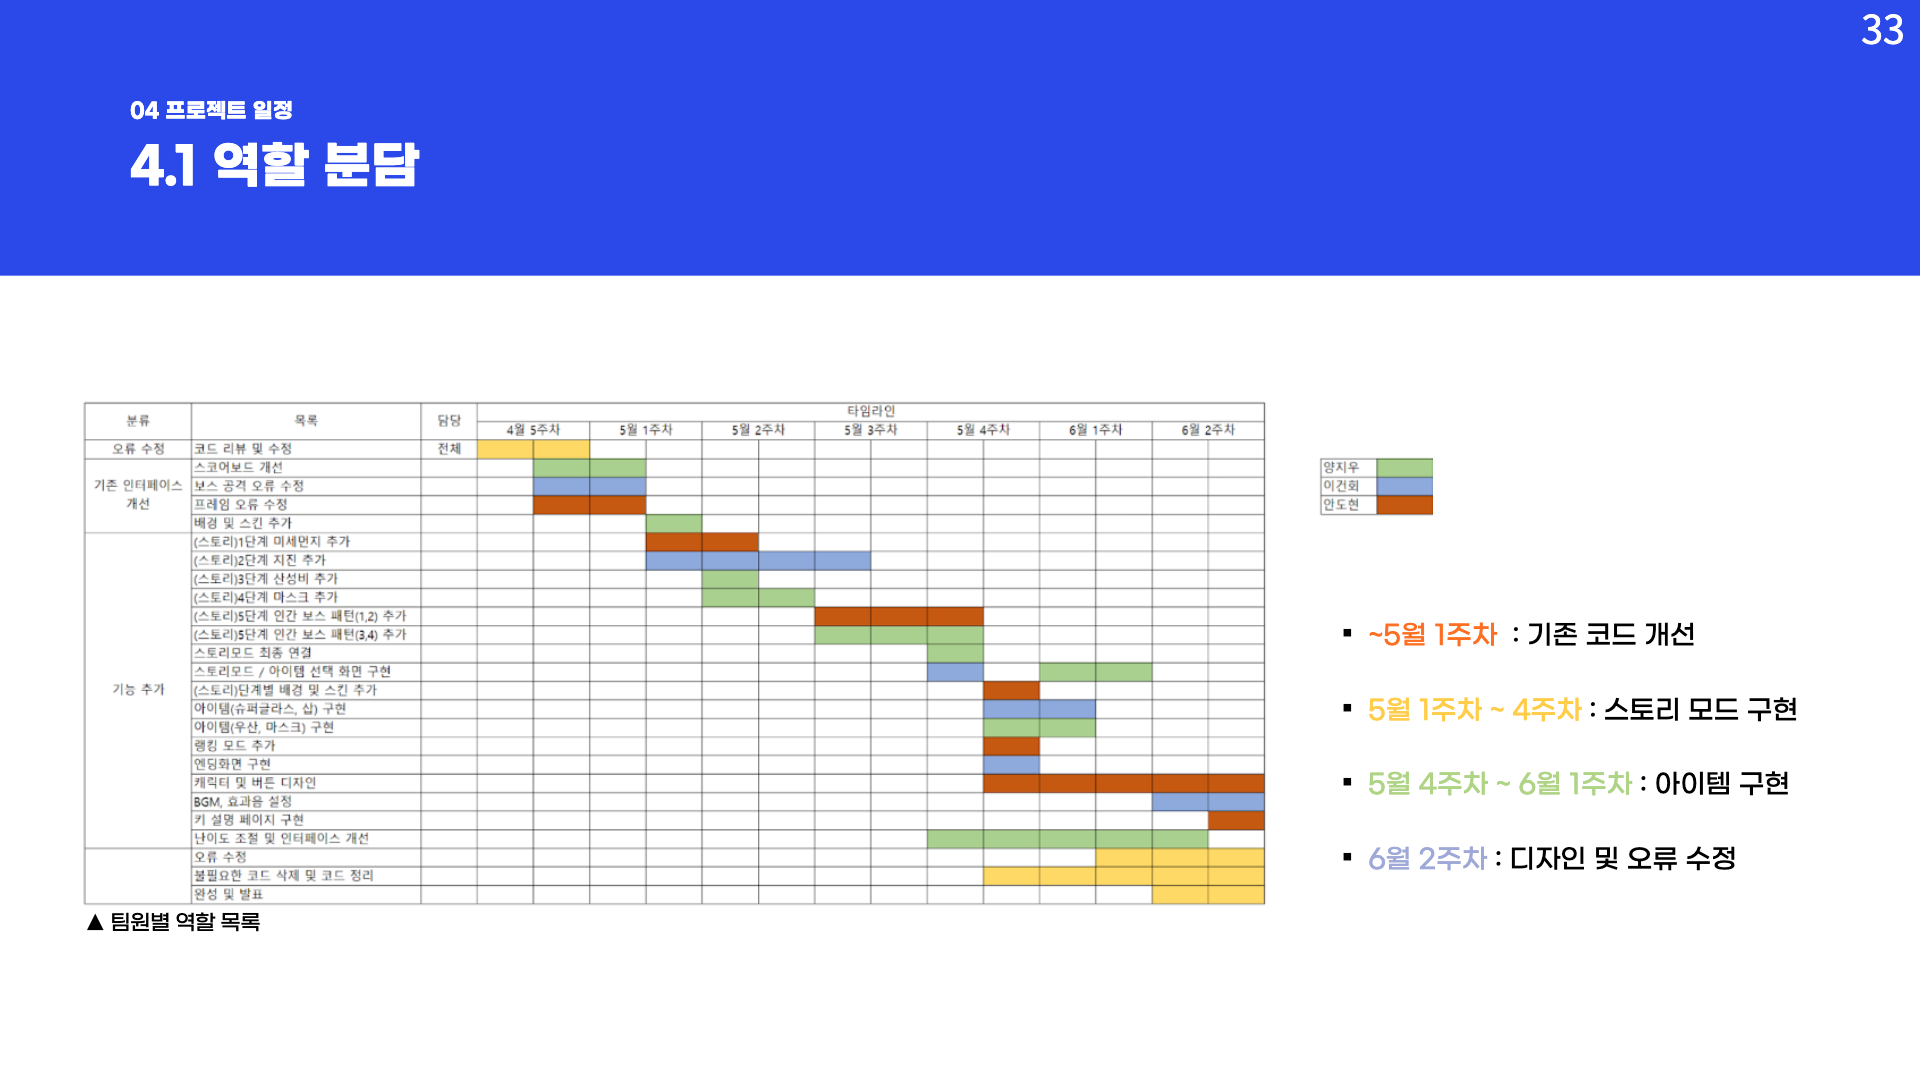 33
04 프로젝트 일정
4.1 역할 분담
분류 목록 담당 타임라인
4월 5주차 5월 1주차 5월 2주차 5월 3주차 5월 4주차 6월 1주차 6월 2주차
오류 수정 코드 리뷰 및 수정 전체
기존 인터페이스
개선
스코어보드 개선
보스 공격 오류 수정
프레임 오류 수정
배경 및 스킨 추가
기능 추가
(스토리)1단계 미세먼지 추가
(스토리)2단계 지진 추가
(스토리)3단계 산성비 추가
(스토리)4단계 마스크 추가
(스토리)5단계 인간 보스 패턴(1,2) 추가
(스토리)5단계 인간 보스 패턴(3,4) 추가
스토리모드 최종 연결
스토리모드 / 아이템 선택 화면 구현
(스토리)단계별 배경 및 스킨 추가
아이템(슈퍼글라스, 삽) 구현
아이템(우산, 마스크) 구현
랭킹 모드 추가
엔딩화면 구현
캐릭터 및 버튼 디자인
BGM, 효과음 설정
키 설명 페이지 구현
난이도 조절 및 인터페이스 개선
오류 수정
불필요한 코드 삭제 및 코드 정리
완성 및 발표
▲ 팀원별 역할 목록
양지우
이건회
안도현
▪ ~5월 1주차 : 기존 코드 개선
▪ 5월 1주차 ~ 4주차 : 스토리 모드 구현
▪ 5월 4주차 ~ 6월 1주차 : 아이템 구현
▪ 6월 2주차 : 디자인 및 오류 수정